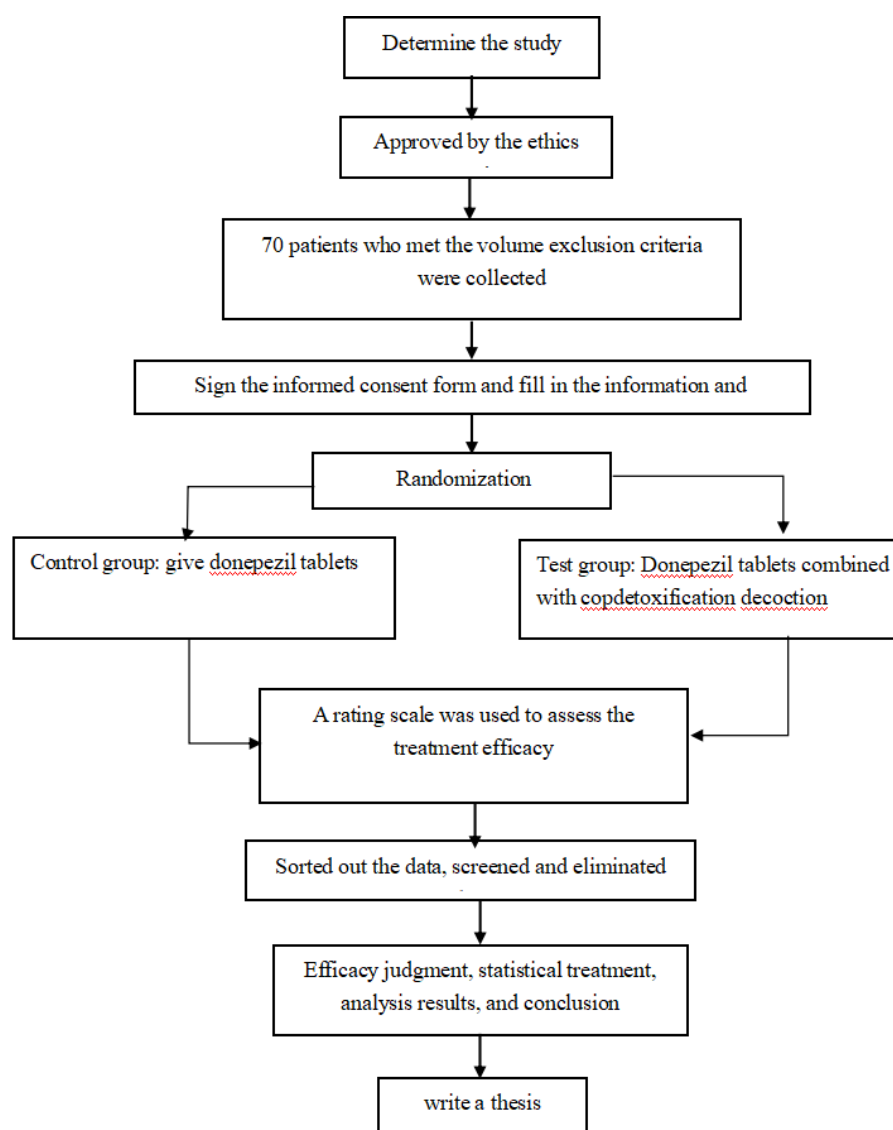 Determine the study
Approved by the ethics
70 patients who met the volume exclusion criteria
were collected
Sign the informed consent form and fill in the information and
Randomization
Control group: give donepezil tablets
Test group: Donepezil tablets combined
with copdetoxification decoction
A rating scale was used to assess the
treatment efficacy
Sorted out the data, screened and eliminated
Efficacy judgment, statistical treatment,
analysis results, and conclusion
write a thesis